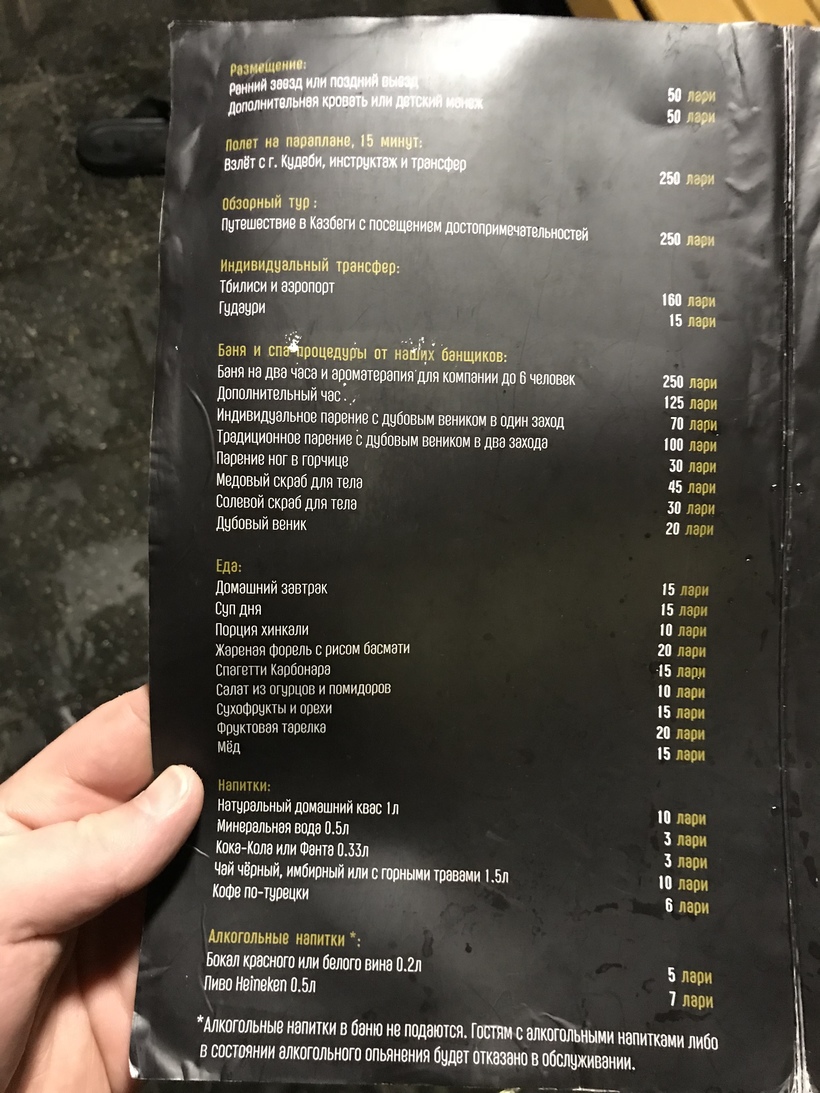 Размещение:
Ранний заезд или поздний выезд 50 лари
Дополнительная кровать или детский манеж 50 лари
Полет на параплане, 15 минут:
Взлёт с г. Кудеби, инструктаж и трансфер 250 лари
Обзорный тур :
Путешествие в Казбеги с посещением достопримечательностей 250 лари
Индивидуальный трансфер:
Тбилиси и аэропорт 160 лари
Гудаури 15 лари
Баня и спа процедуры от наших банщиков:
Баня на два часа и ароматерапия для компании до 6 человек 250 лари
Дополнительный час 125 лари
Индивидуальное парение с дубовым веником в один заход 70 лари
Традиционное парение с дубовым веником в два захода 100 лари
Парение ног в горчице 30 лари
Медовый скраб для тела 45 лари
Солевой скраб для тела 30 лари
Дубовый веник 20 лари
Еда:
Домашний завтрак 15 лари
Суп дня 15 лари
Порция хинкали 10 лари
Жареная форель с рисом басмати 20 лари
Спагетти Карбонара 15 лари
Салат из огурцов и помидоров 10 лари
Сухофрукты и орехи 15 лари
Фруктовая тарелка 20 лари
Мёд 15 лари
Напитки:
Натуральный домашний квас 1л 10 лари
Минеральная вода 0.5л 3 лари
Кока-Кола или Фанта 0.33л 3 лари
Чай чёрный, имбирный или с горными травами 1.5л 10 лари
Кофе по-турецки 6 лари
Алкогольные напитки *:
Бокал красного или белого вина 0.2л 5 лари
Пиво Heineken 0.5л 7 лари
*Алкогольные напитки в баню не подаются. Гостям с алкогольными напитками либо
в состоянии алкогольного опьянения будет отказано в обслуживании.